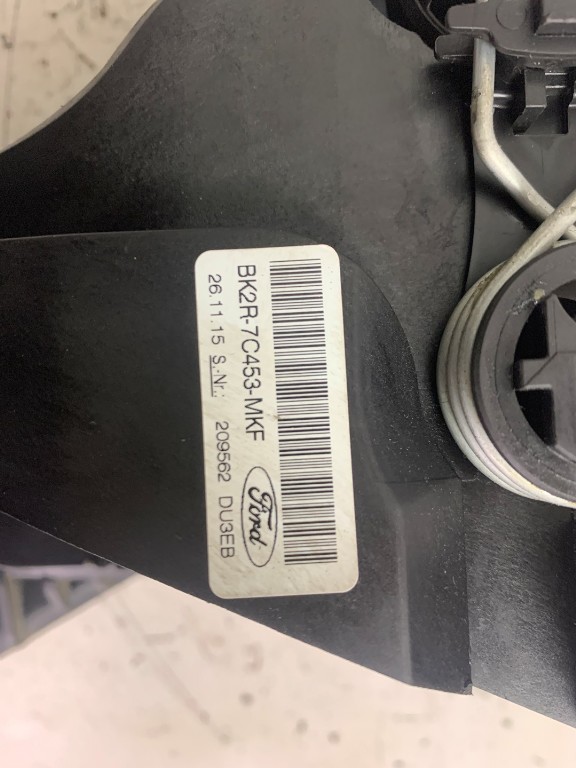 BK2R-7C453-MKF
Ford
26.11.15 S.-Nr.: 209562 DU3EB